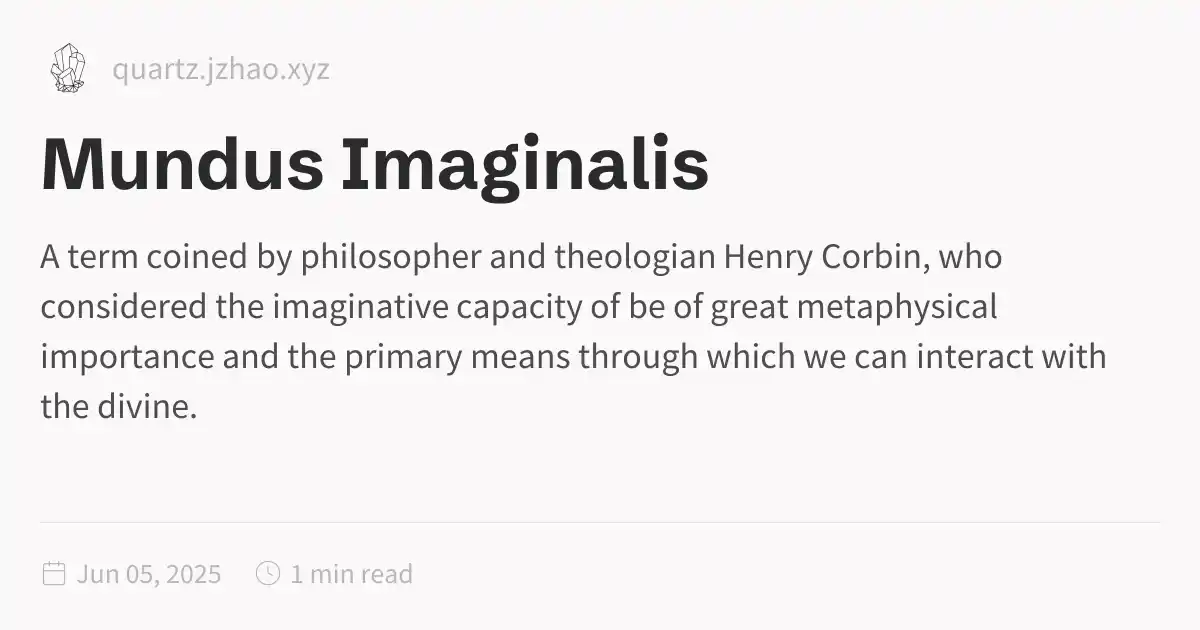 quartz.jzhao.xyz
Mundus Imaginalis
A term coined by philosopher and theologian Henry Corbin, who
considered the imaginative capacity of be of great metaphysical
importance and the primary means through which we can interact with
the divine.
Jun 05, 2025 1 min read